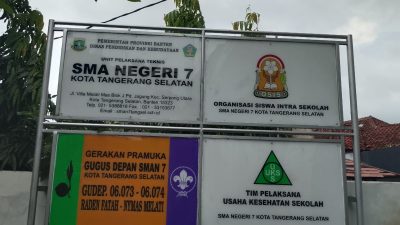 PEMERINTAH PROVINSI BANTEN
DINAS PENDIDIKAN DAN KEBUDAYAAN
UNIT PELAKSANA TEKNIS
SMA NEGERI 7
KOTA TANGERANG SELATAN
OSIS
ORGANISASI SISWA INTRA SEKOLAH
SMA NEGERI 7 KOTA TANGERANG SELATAN
GERAKAN PRAMUKA
GUGUS DEPAN SMAN 7
KOTA TANGERANG SELATAN
GUDEP. 06.073 - 06.074
RADEN FATAH - NYMAS MELATI
UKS
TIM PELAKSANA
USAHA KESEHATAN SEKOLAH
SMA NEGERI 7 KOTA TANGERANG SELATAN